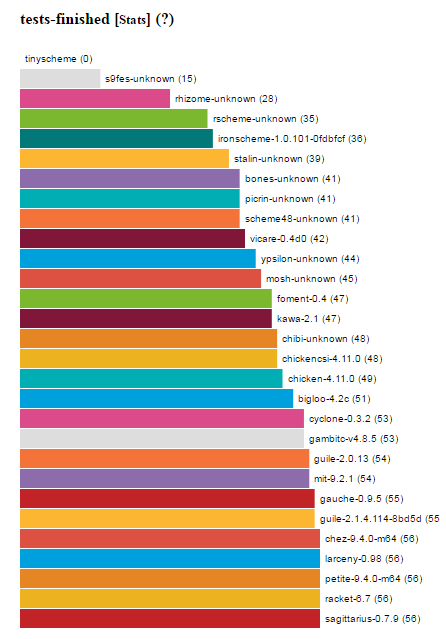 tests-finished [Stats] (?)
tinyscheme (0)
s9fes-unknown (15)
rhizome-unknown (28)
rscheme-unknown (35)
ironscheme-1.0.101-0fdbfcf (36)
stalin-unknown (39)
bones-unknown (41)
picrin-unknown (41)
scheme48-unknown (41)
vicare-0.4d0 (42)
ypsilon-unknown (44)
mosh-unknown (45)
foment-0.4 (47)
kawa-2.1 (47)
chibi-unknown (48)
chickencsi-4.11.0 (48)
chicken-4.11.0 (49)
bigloo-4.2c (51)
cyclone-0.3.2 (53)
gambitc-v4.8.5 (53)
guile-2.0.13 (54)
mit-9.2.1 (54)
gauche-0.9.5 (55)
guile-2.1.4.114-8bd5d (55
chez-9.4.0-m64 (56)
larceny-0.98 (56)
petite-9.4.0-m64 (56)
racket-6.7 (56)
sagittarius-0.7.9 (56)